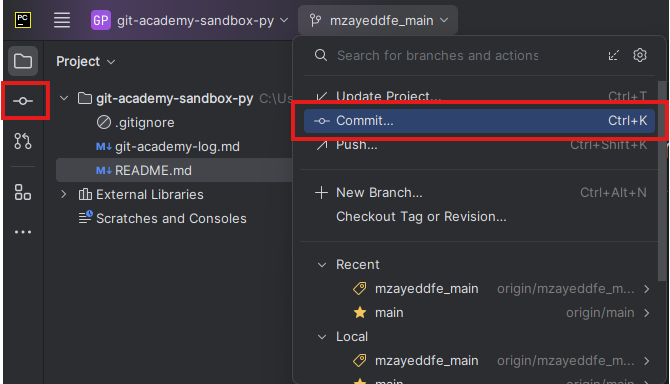 PC
GP git-academy-sandbox-py mzayeddfe_main
Project
Search for branches and actions
git-academy-sandbox-py C:\Us
Update Project... Ctrl+T
.gitignore
Commit... Ctrl+K
M↓ git-academy-log.md
Push... Ctrl+Shift+K
M↓ README.md
External Libraries
New Branch... Ctrl+Alt+N
Scratches and Consoles
Checkout Tag or Revision...
Recent
mzayeddfe_main origin/mzayeddfe_m...
main origin/main
Local
mzayeddfe_main origin/mzayeddfe_m...
main origin/main